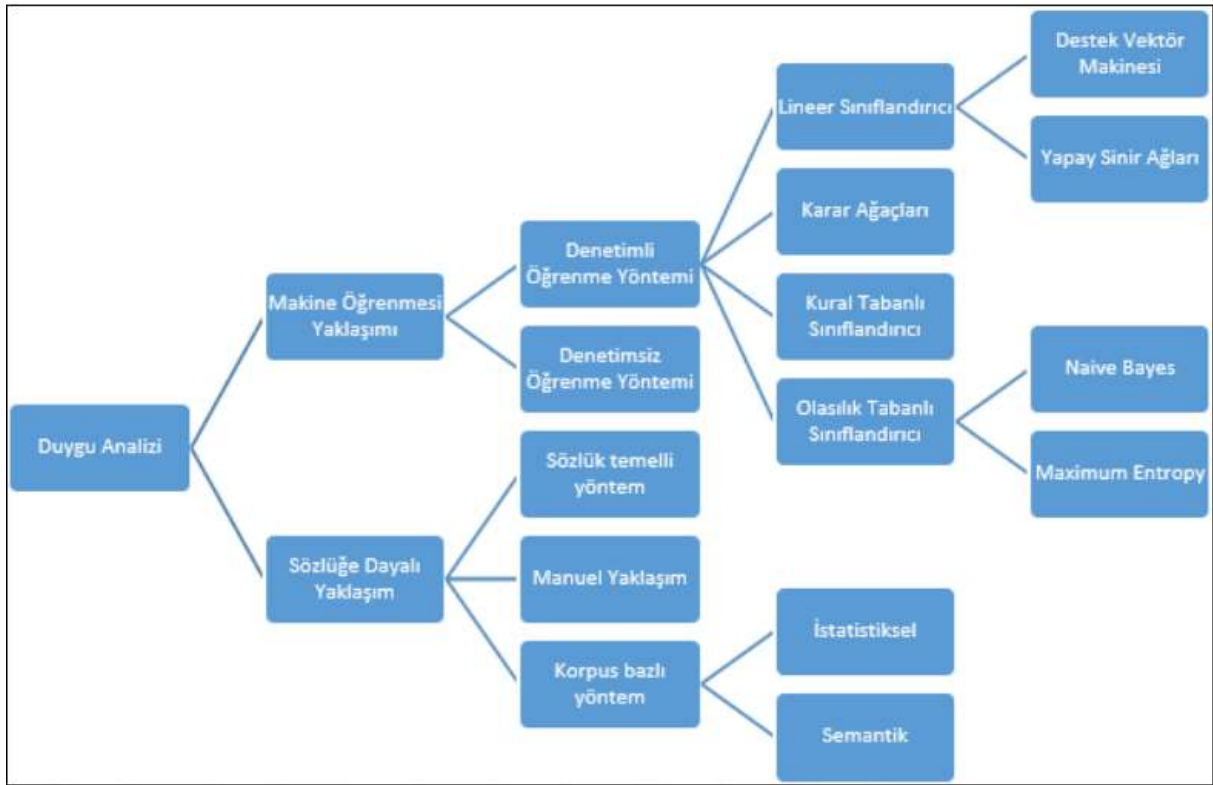 Duygu Analizi
Makine Öğrenmesi
Yaklaşımı
Denetimli
Öğrenme Yöntemi
Lineer Sınıflandırıcı
Destek Vektör
Makinesi
Yapay Sinir Ağları
Karar Ağaçları
Kural Tabanlı
Sınıflandırıcı
Olasılık Tabanlı
Sınıflandırıcı
Naive Bayes
Maximum Entropy
Denetimsiz
Öğrenme Yöntemi
Sözlüğe Dayalı
Yaklaşım
Sözlük temelli
yöntem
Manuel Yaklaşım
Korpus bazlı
yöntem
İstatistiksel
Semantik